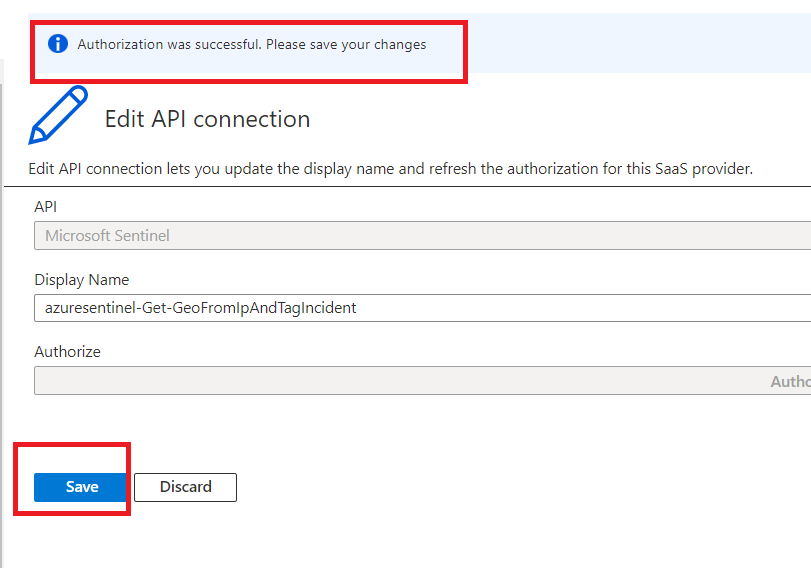 Authorization was successful. Please save your changes
Edit API connection
Edit API connection lets you update the display name and refresh the authorization for this SaaS provider.
API
Microsoft Sentinel
Display Name
azuresentinel-Get-GeoFromIpAndTagIncident
Authorize
Save Discard